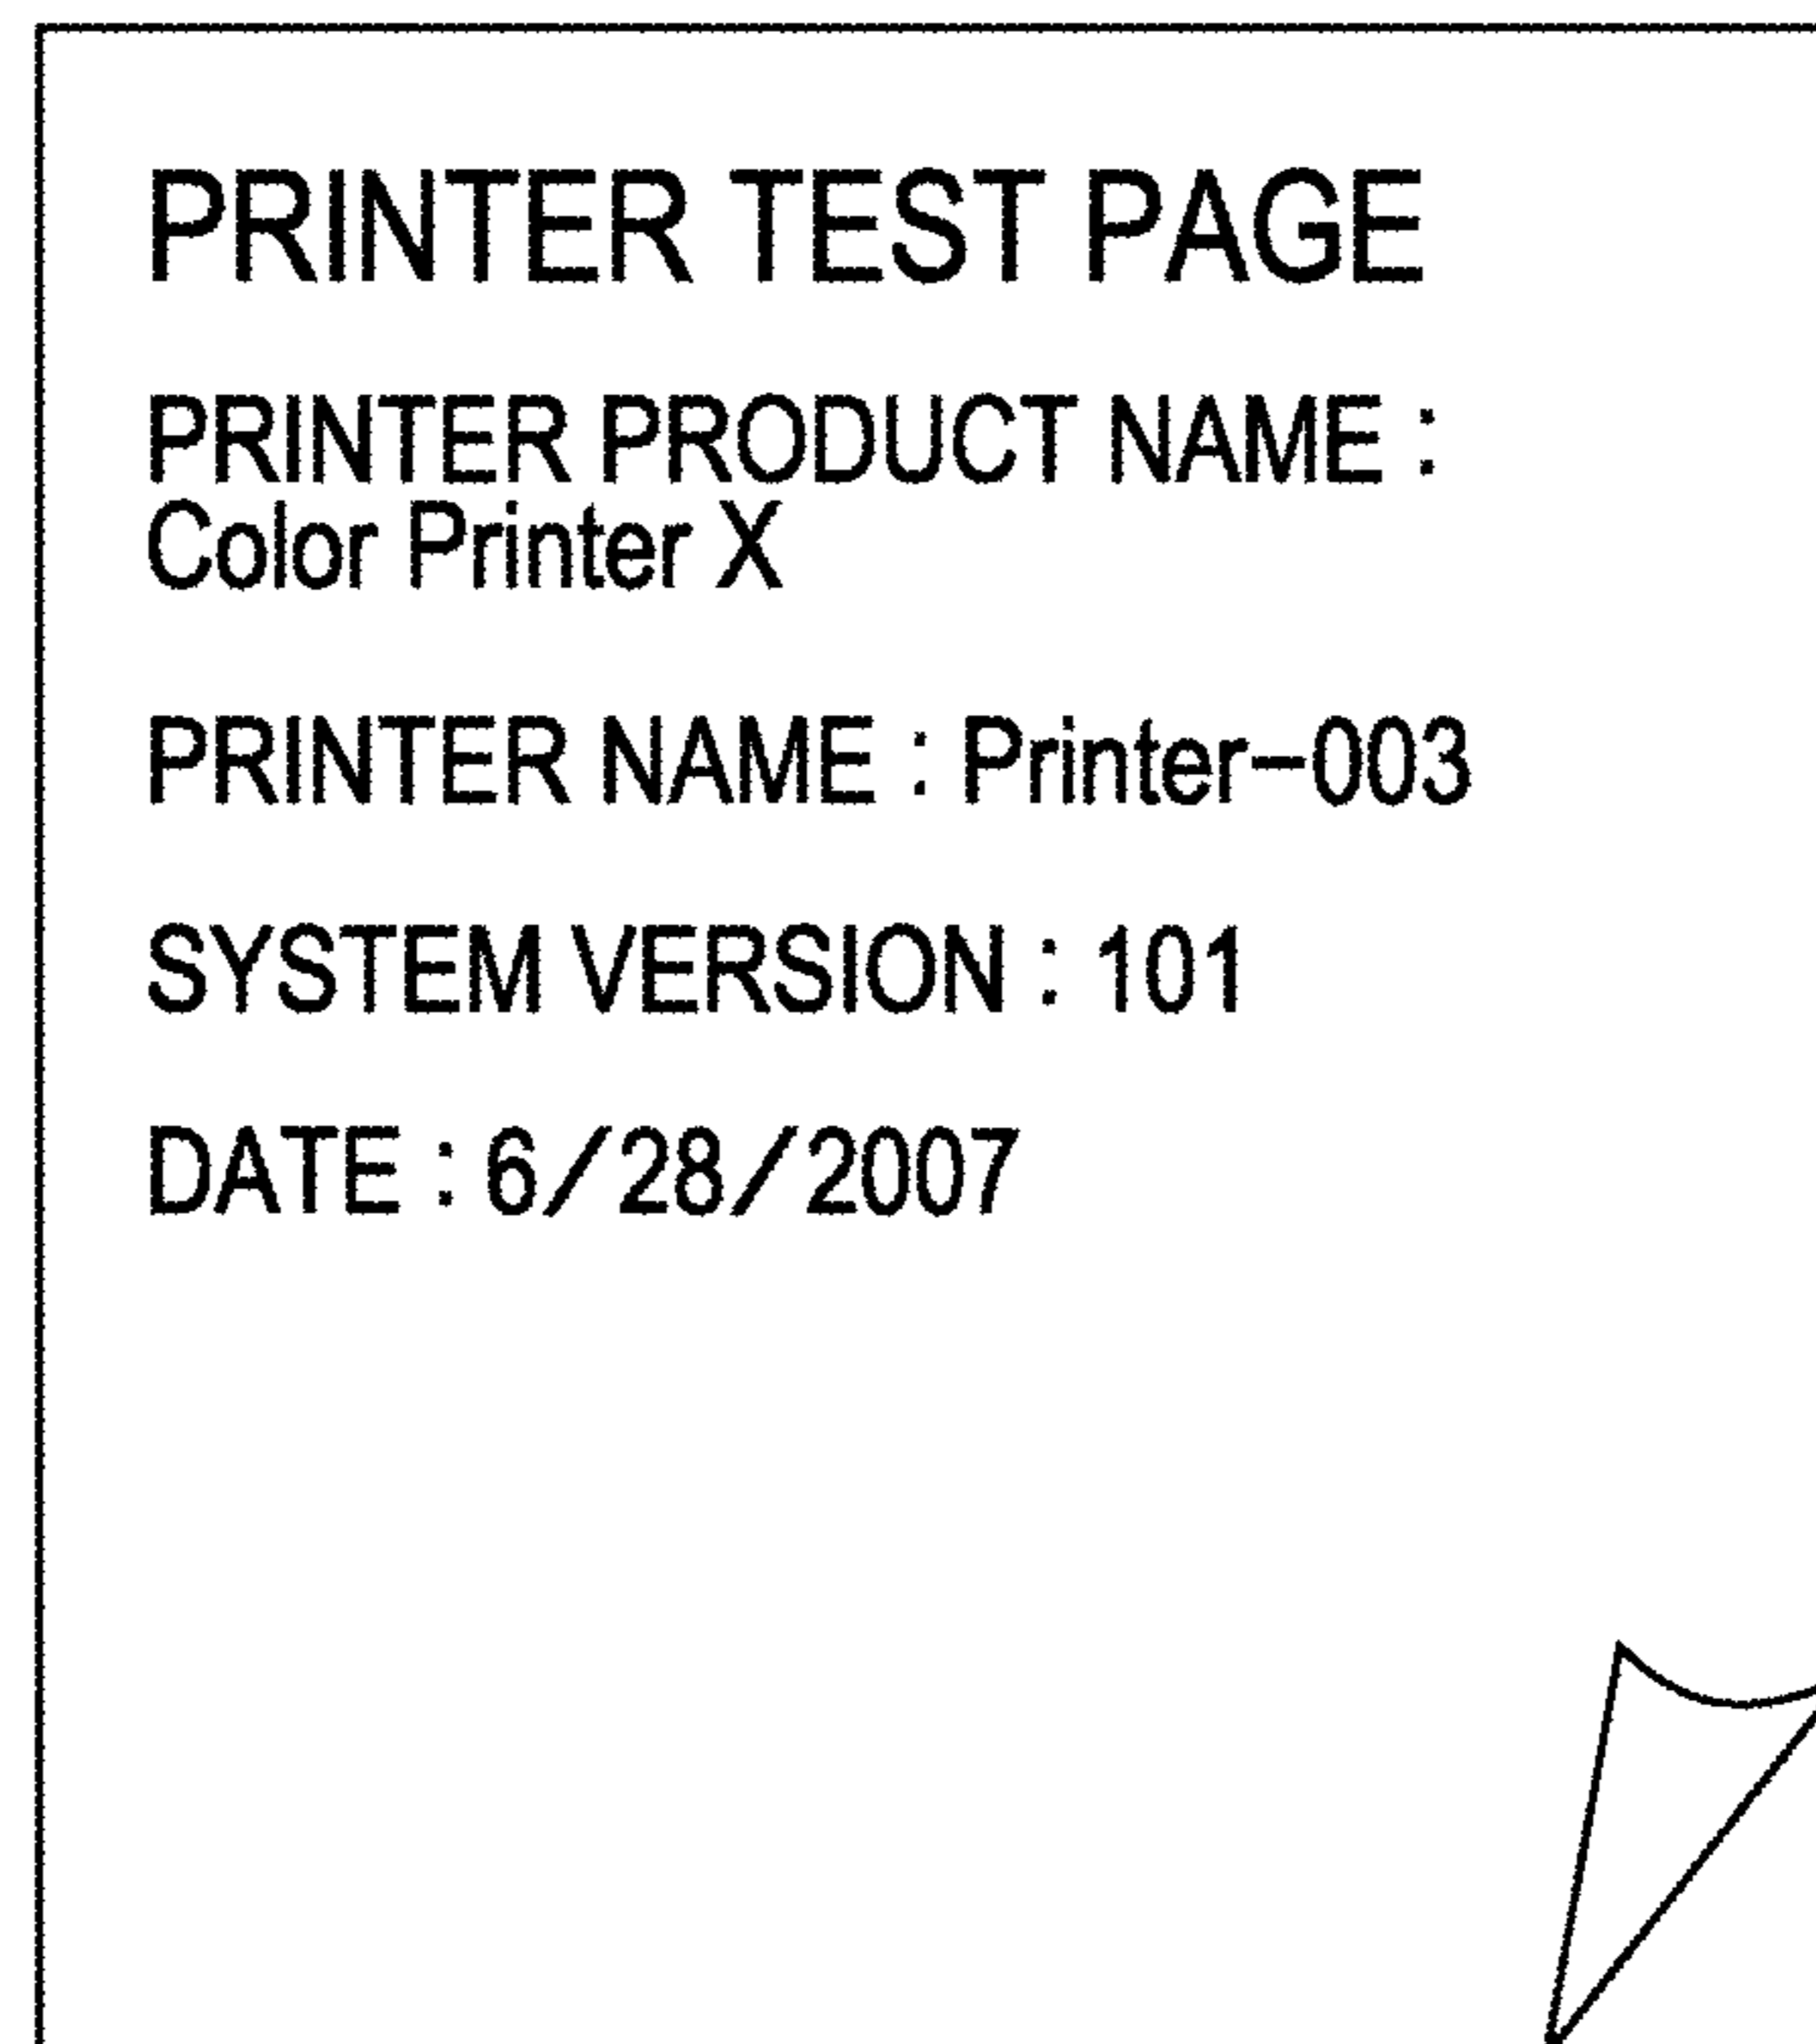 PRINTER TEST PAGE
PRINTER PRODUCT NAME :
Color Printer X
PRINTER NAME : Printer-003
SYSTEM VERSION : 101
DATE : 6/28/2007